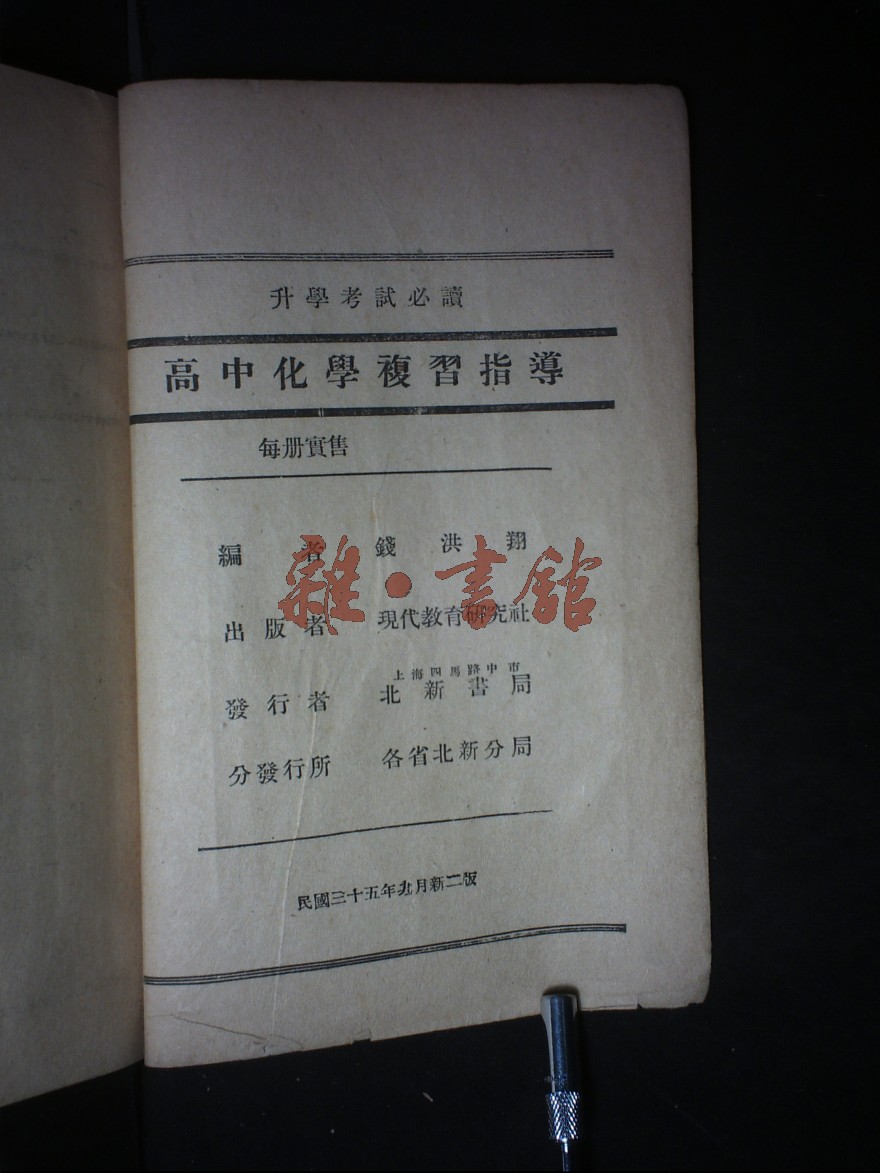 升學考試必讀
高中化學複習指導
每册實售
編者 錢洪翔
出版者 現代教育研究社
上海四馬路中市
發行者 北新書局
分發行所 各省北新分局
民國三十五年九月新二版
雜·書館